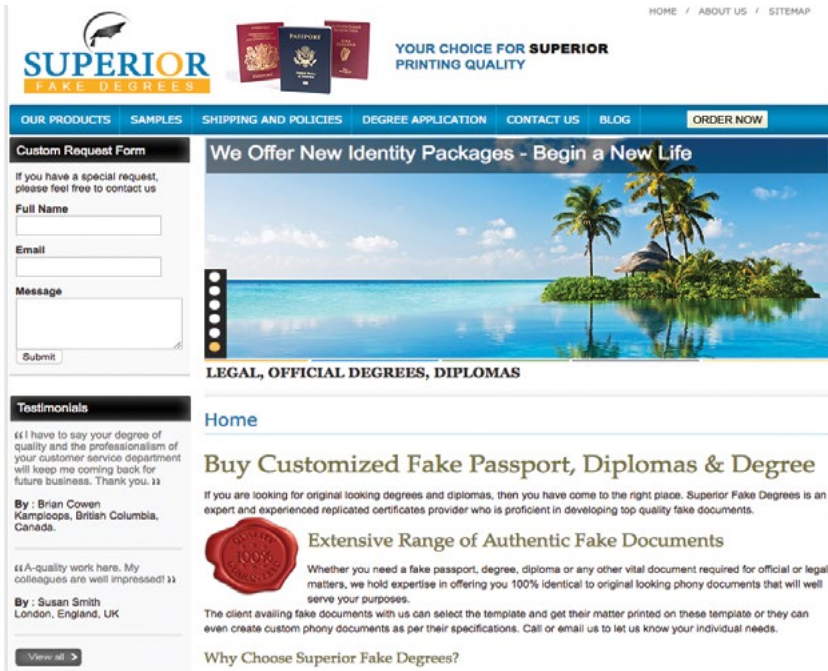 HOME / ABOUT US / SITEMAP
SUPERIOR
FAKE DEGREES
PASSPORT
YOUR CHOICE FOR SUPERIOR
PRINTING QUALITY
OUR PRODUCTS SAMPLES SHIPPING AND POLICIES DEGREE APPLICATION CONTACT US BLOG ORDER NOW
Custom Request Form
If you have a special request,
please feel free to contact us
Full Name
Email
Message
Submit
We Offer New Identity Packages - Begin a New Life
LEGAL, OFFICIAL DEGREES, DIPLOMAS
Testimonials
“I have to say your degree of
quality and the professionalism of
your customer service department
will keep me coming back for
future business. Thank you. ”
By : Brian Cowen
Kamploops, British Columbia,
Canada.
“A-quality work here. My
colleagues are well impressed! ”
By : Susan Smith
London, England, UK
View all >
Home
Buy Customized Fake Passport, Diplomas & Degree
If you are looking for original looking degrees and diplomas, then you have come to the right place. Superior Fake Degrees is an
expert and experienced replicated certificates provider who is proficient in developing top quality fake documents.
QUALITY
100%
Extensive Range of Authentic Fake Documents
Whether you need a fake passport, degree, diploma or any other vital document required for official or legal
matters, we hold expertise in offering you 100% identical to original looking phony documents that will well
serve your purposes.
The client availing fake documents with us can select the template and get their matter printed on these template or they can
even create custom phony documents as per their specifications. Call or email us to let us know your individual needs.
Why Choose Superior Fake Degrees?